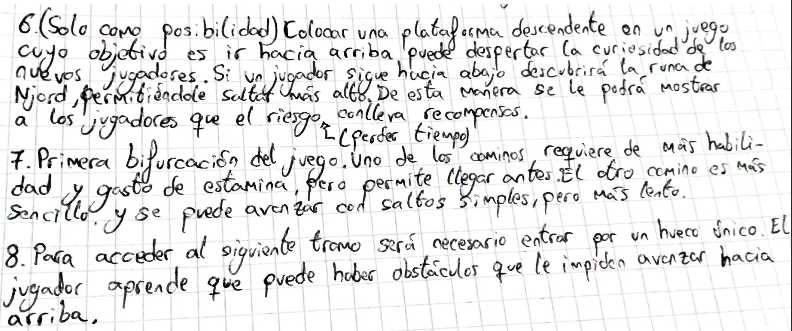 6.(Solo como posibilidad) Colocar una plataforma descendente en un juego
cuyo objetivo es ir hacia arriba puede despertar la curiosidad de los
nuevos jugadores. Si un jugador sigue hacia abajo descubrirá la runa de
Njord, permitiéndole saltar más alto. De esta manera se le podrá mostrar
a los jugadores que el riesgo conlleva recompensas.
(perder tiempo)
7. Primera bifurcación del juego. Uno de los caminos requiere de más habili-
dad y gasto de estamina, pero permite llegar antes. El otro camino es más
sencillo y se puede avanzar con saltos simples, pero más lento.
8. Para acceder al siguiente tramo será necesario entrar por un hueco único. El
jugador aprende que puede haber obstáculos que le impiden avanzar hacia
arriba.